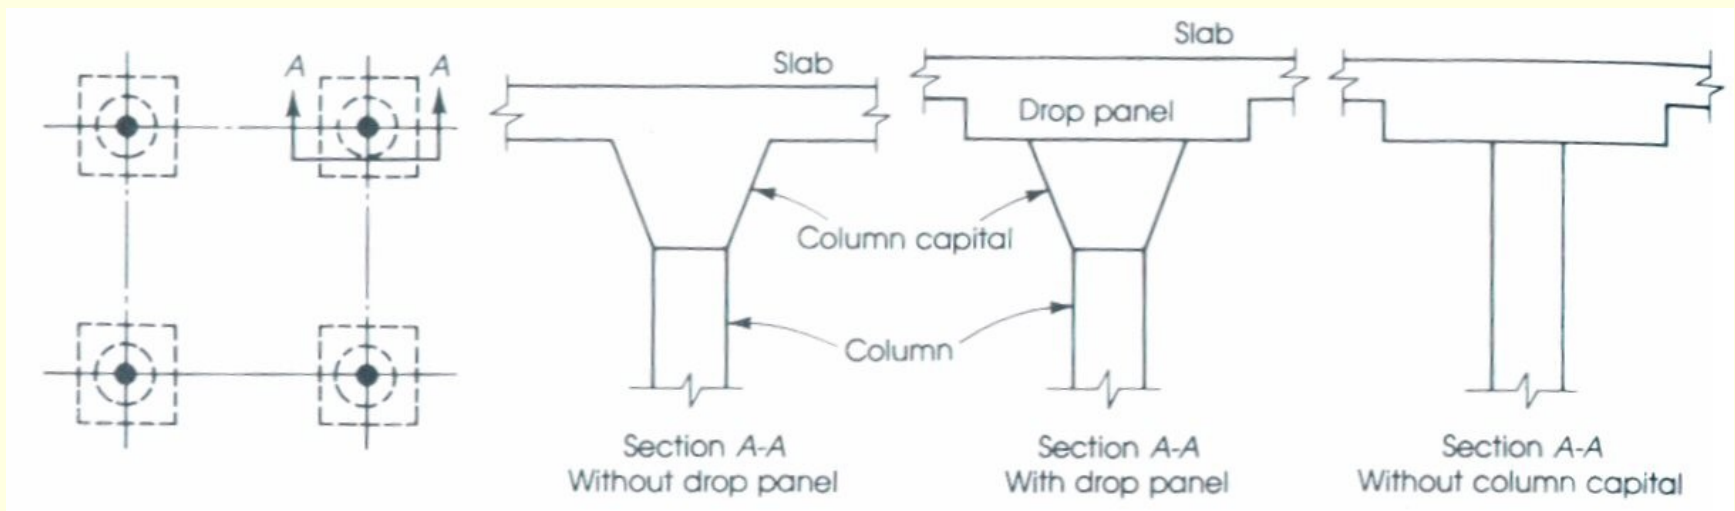 A
A
Slab
Slab
Drop panel
Column capital
Column
Section A-A
Without drop panel
Section A-A
With drop panel
Section A-A
Without column capital